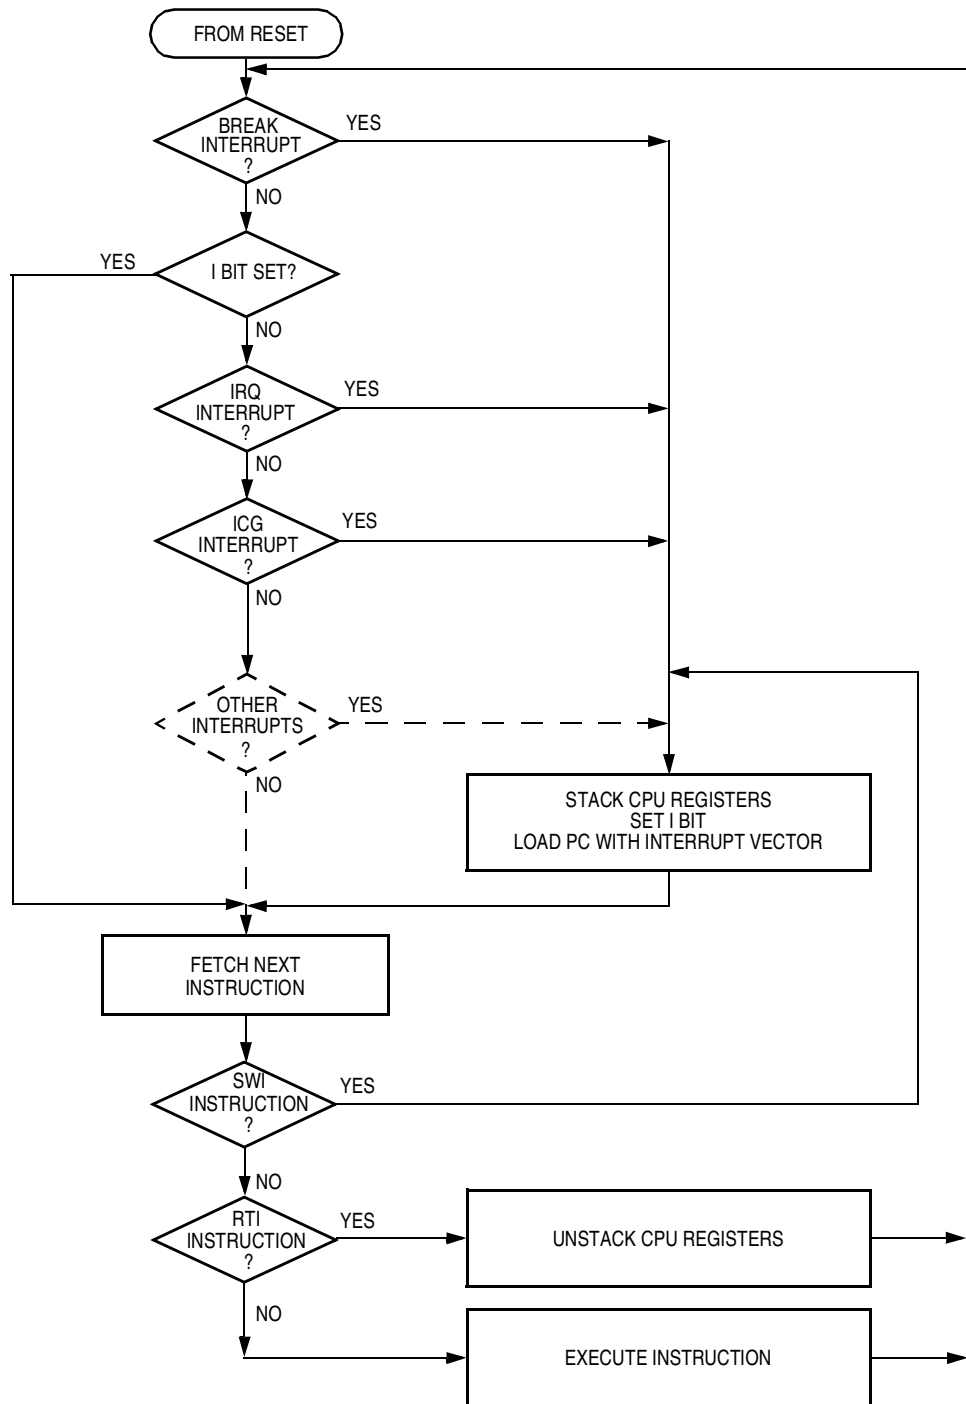 FROM RESET
BREAK
INTERRUPT
?
YES
NO
I BIT SET?
YES
NO
IRQ
INTERRUPT
?
YES
NO
ICG
INTERRUPT
?
YES
NO
OTHER
INTERRUPTS
?
YES
NO
STACK CPU REGISTERS
SET I BIT
LOAD PC WITH INTERRUPT VECTOR
FETCH NEXT
INSTRUCTION
SWI
INSTRUCTION
?
YES
NO
RTI
INSTRUCTION
?
YES
UNSTACK CPU REGISTERS
NO
EXECUTE INSTRUCTION